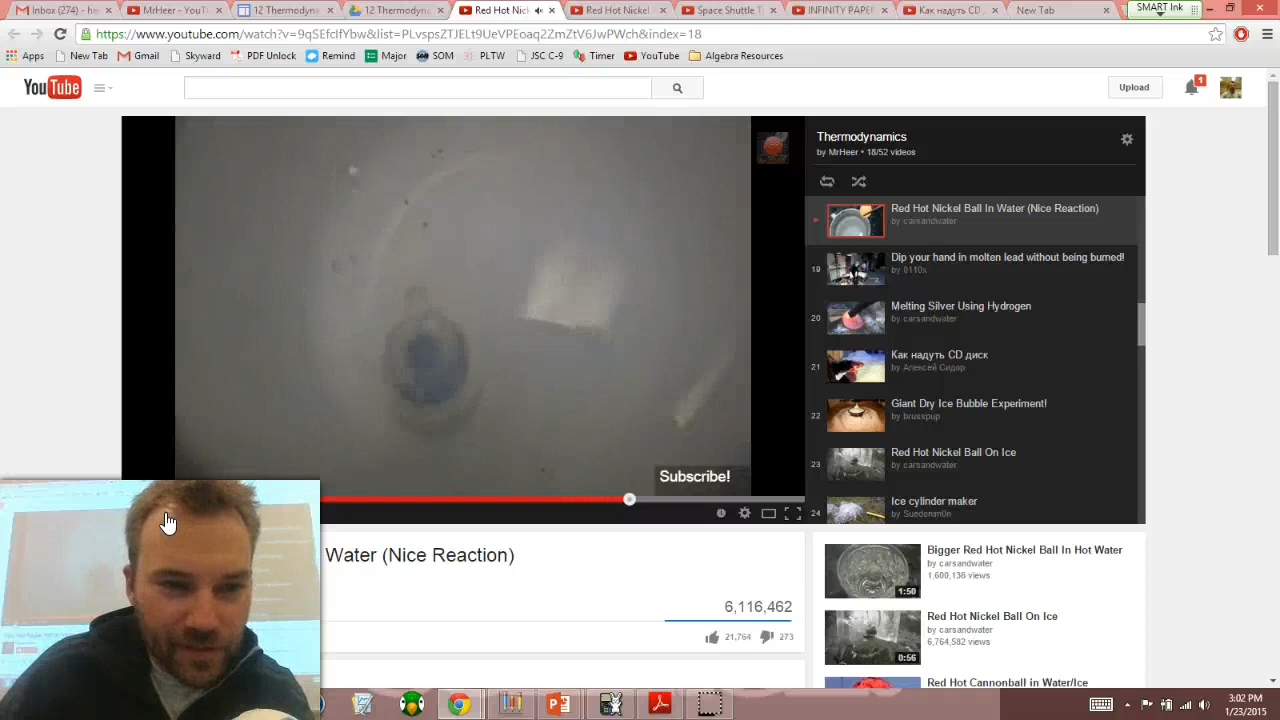 Inbox (310) - he
MrHeer - YouT
12 Thermodyna
12 Thermodyna
Red Hot Nick
Red Hot Nickel
Space Shuttle T
INFINITY PAPER
Как надуть CD
New Tab
SMART Ink
https://www.youtube.com/watch?v=9qSEfcIfYbw&list=PLvspsZTJELt9UeVPEoaq2ZmZtV6JwPWch&index=18
Apps
New Tab
Gmail
Skyward
PDF Unlock
Remind
Major
SOM
PLTW
JSC C-9
Timer
YouTube
Algebra Resources
YouTube
Upload
1
Thermodynamics
by MrHeer • 18/52 videos
Red Hot Nickel Ball In Water (Nice Reaction)
by carsandwater
19
Dip your hand in molten lead without being burned!
by 0110x
20
Melting Silver Using Hydrogen
by carsandwater
21
Как надуть CD диск
by Алексей Сидор
22
Giant Dry Ice Bubble Experiment!
by brusspup
23
Red Hot Nickel Ball On Ice
by carsandwater
24
Ice cylinder maker
by Suedonm0n
Subscribe!
Water (Nice Reaction)
6,116,462
21,764
273
Bigger Red Hot Nickel Ball In Hot Water
by carsandwater
1,600,136 views
1:50
Red Hot Nickel Ball On Ice
by carsandwater
6,764,582 views
0:56
Red Hot Cannonball in Water/Ice
3:02 PM
1/23/2015